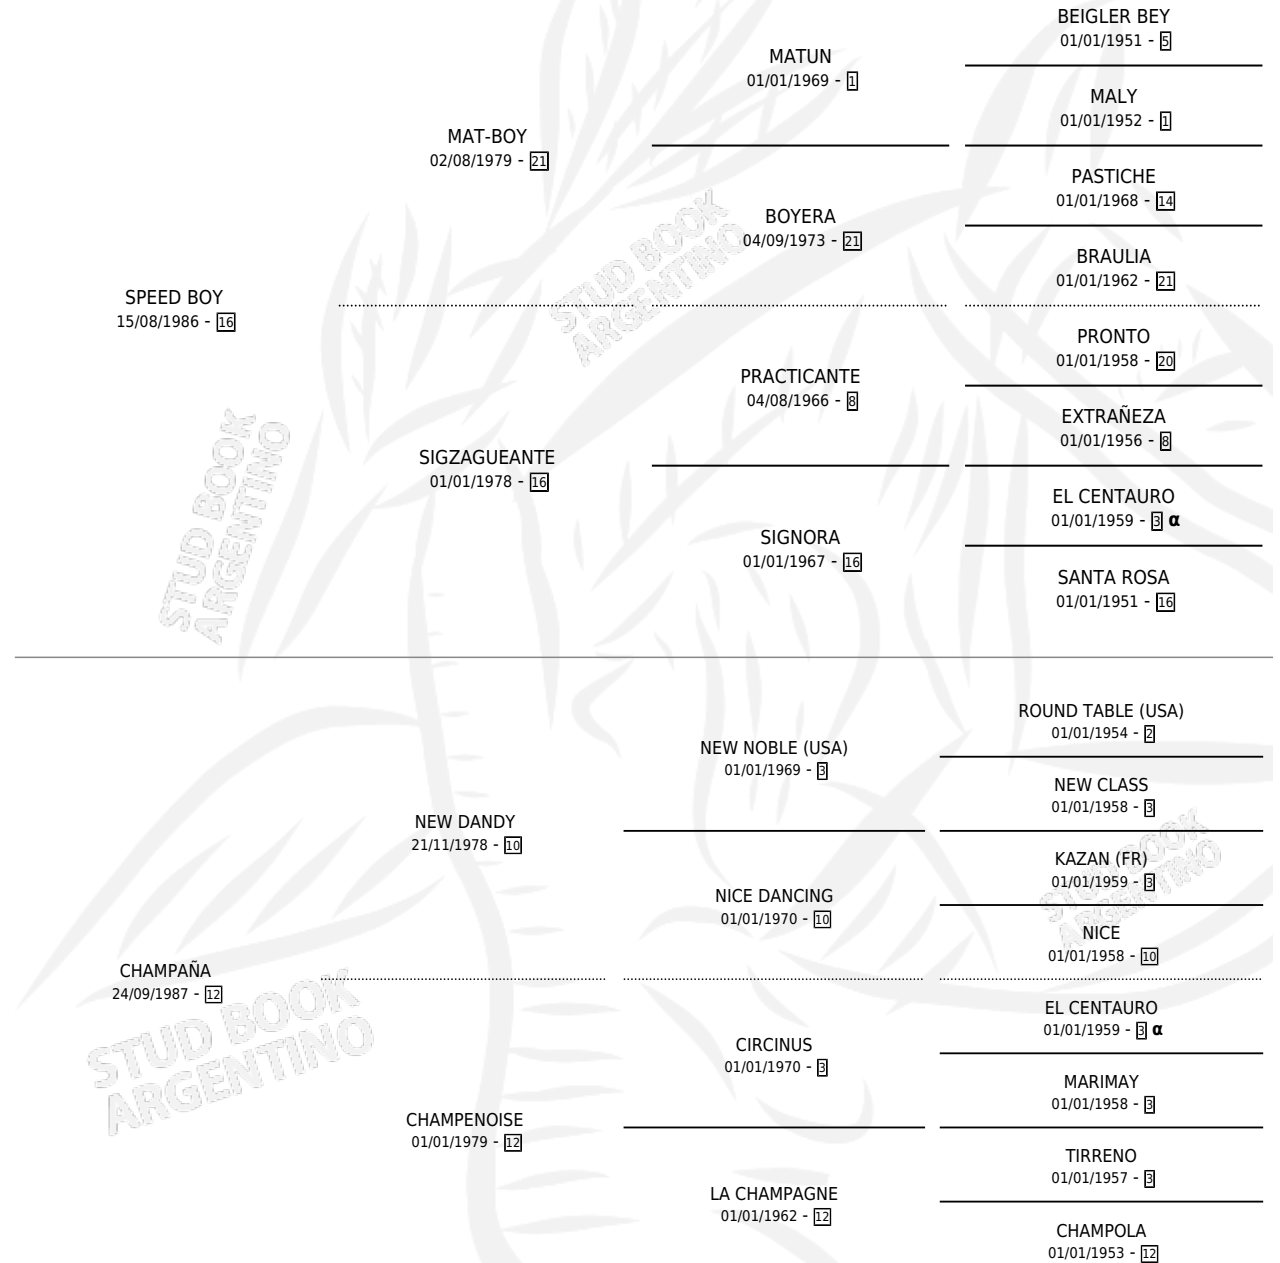 BEIGLER BEY
01/01/1951 - 5
MATUN
01/01/1969 - 1
MALY
01/01/1952 - 1
MAT-BOY
02/08/1979 - 21
PASTICHE
01/01/1968 - 14
BOYERA
04/09/1973 - 21
BRAULIA
01/01/1962 - 21
SPEED BOY
15/08/1986 - 16
PRONTO
01/01/1958 - 20
PRACTICANTE
04/08/1966 - 8
EXTRAÑEZA
01/01/1956 - 8
SIGZAGUEANTE
01/01/1978 - 16
EL CENTAURO
01/01/1959 - 3 α
SIGNORA
01/01/1967 - 16
SANTA ROSA
01/01/1951 - 16
STUD BOOK
ARGENTINO
STUD BOOK
ARGENTINO
ROUND TABLE (USA)
01/01/1954 - 2
NEW NOBLE (USA)
01/01/1969 - 3
NEW CLASS
01/01/1958 - 3
NEW DANDY
21/11/1978 - 10
KAZAN (FR)
01/01/1959 - 3
NICE DANCING
01/01/1970 - 10
NICE
01/01/1958 - 10
CHAMPAÑA
24/09/1987 - 12
EL CENTAURO
01/01/1959 - 3 α
CIRCINUS
01/01/1970 - 3
MARIMAY
01/01/1958 - 3
CHAMPENOISE
01/01/1979 - 12
TIRRENO
01/01/1957 - 3
LA CHAMPAGNE
01/01/1962 - 12
CHAMPOLA
01/01/1953 - 12
STUD BOOK
ARGENTINO
STUD BOOK
ARGENTINO